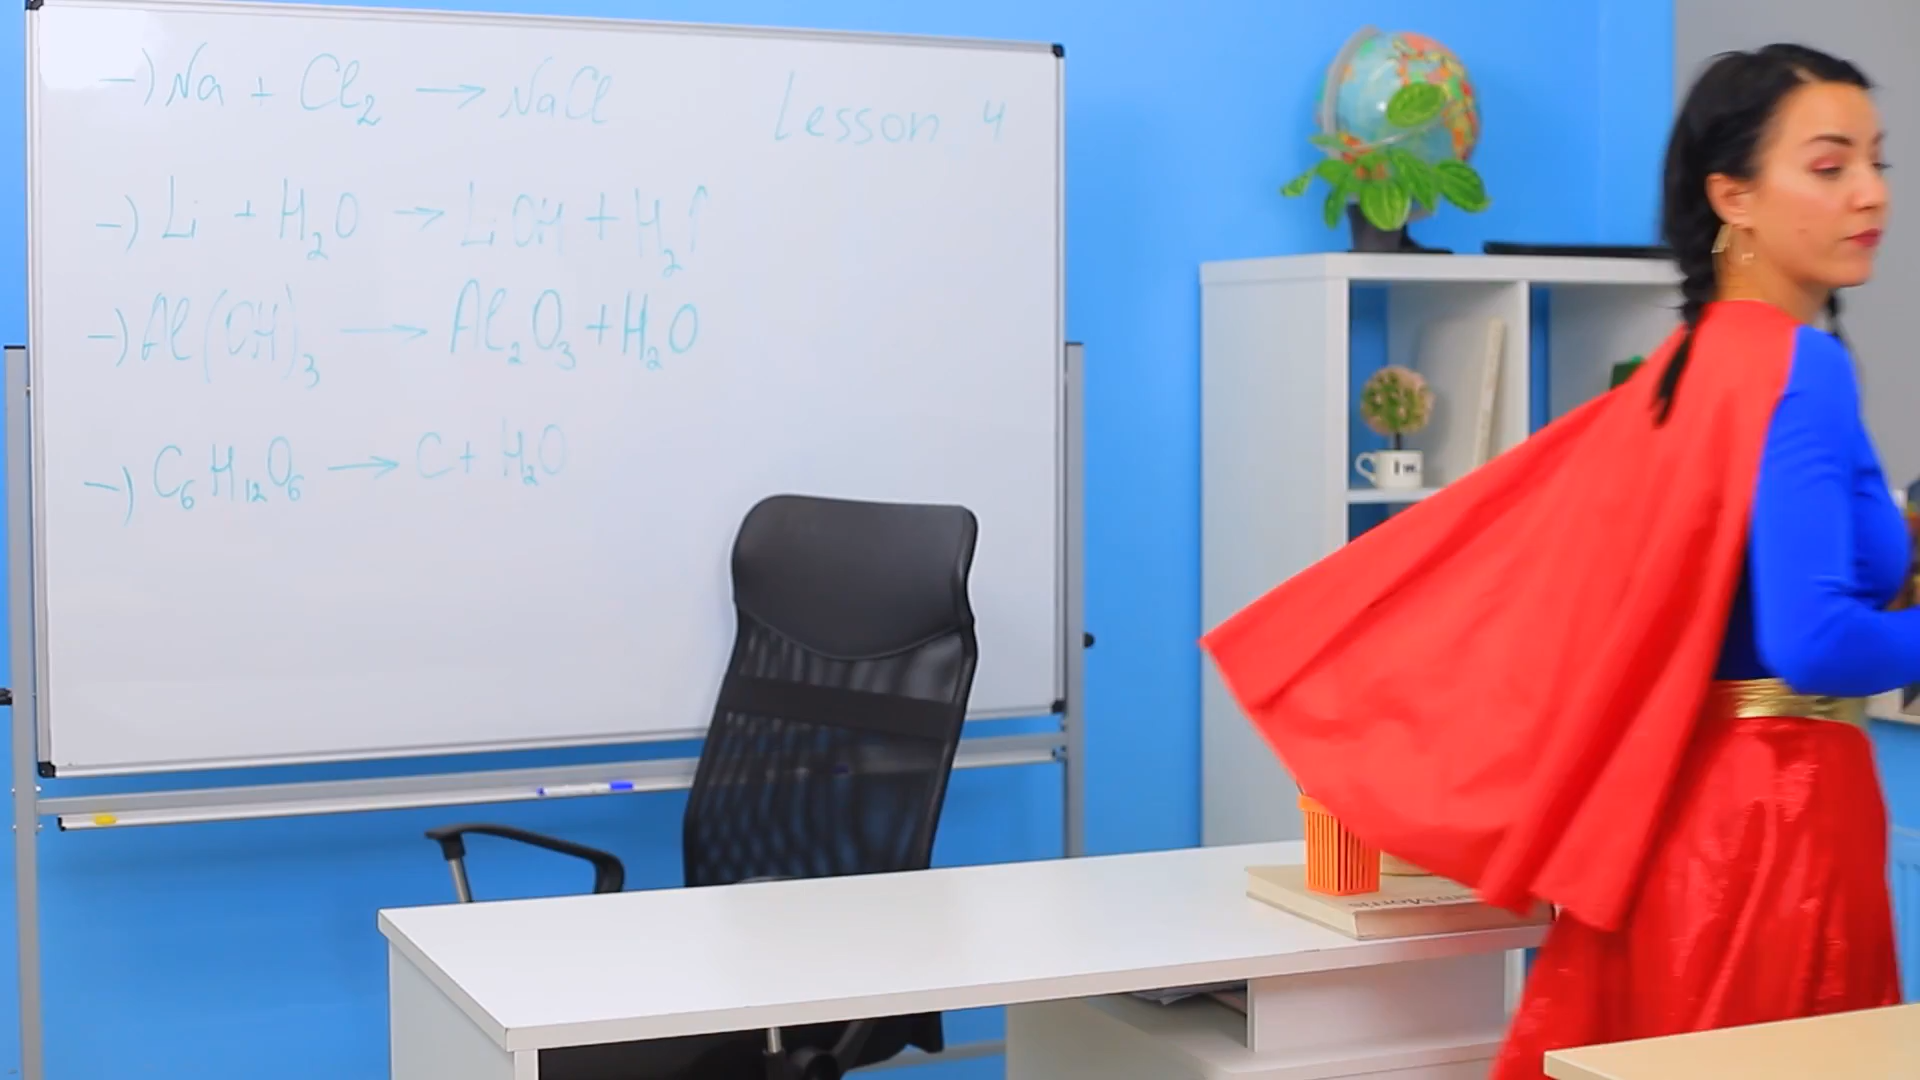 -) Na + Cl₂ → NaCl
Lesson 4
-) Li + H₂O → LiOH + H₂
-) Al(OH)₃ → Al₂O₃ + H₂O
-) C₆H₁₂O₆ → C + H₂O